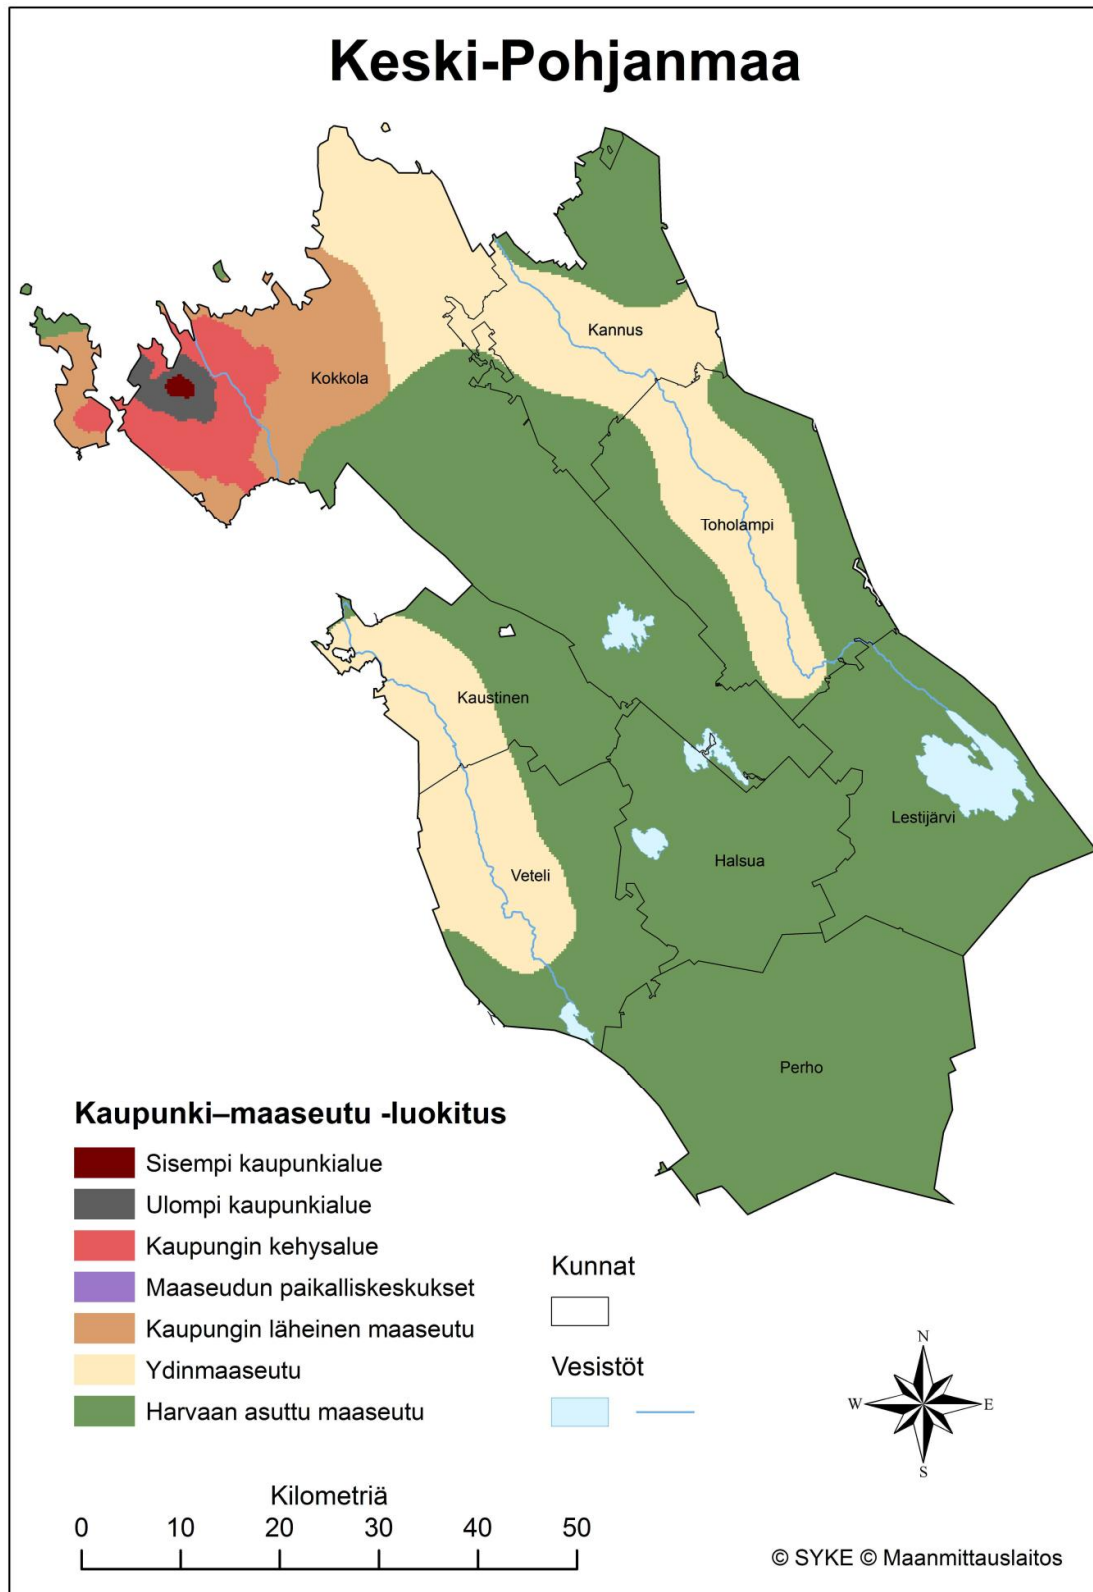 Keski-Pohjanmaa
Kannus
Kokkola
Toholampi
Kaustinen
Lestijärvi
Halsua
Veteli
Perho
Kaupunki–maaseutu -luokitus
Sisempi kaupunkialue
Ulompi kaupunkialue
Kaupungin kehysalue
Maaseudun paikalliskeskukset
Kaupungin läheinen maaseutu
Ydinmaaseutu
Harvaan asuttu maaseutu
Kunnat
Vesistöt
N
W E
S
Kilometriä
0 10 20 30 40 50
© SYKE © Maanmittauslaitos